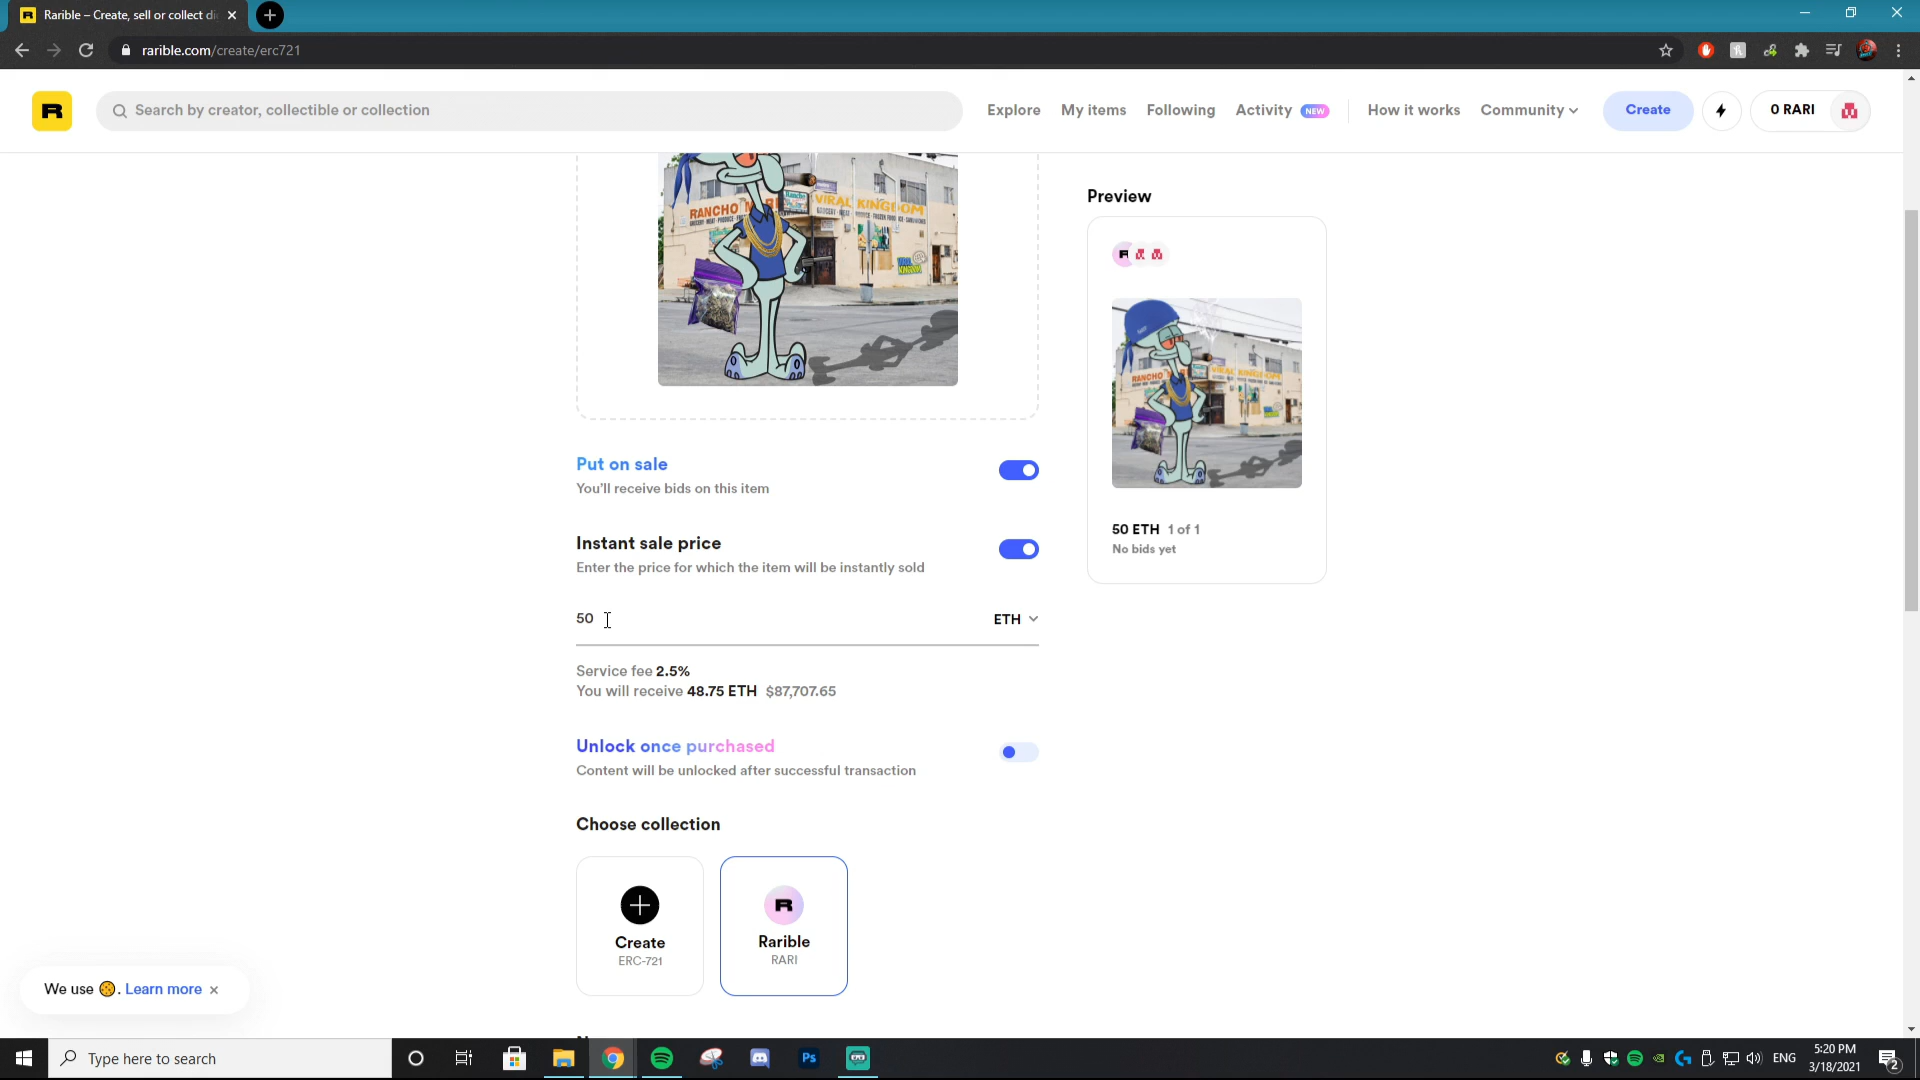 Rarible – Create, sell or collect di
rarible.com/create/erc721
Search by creator, collectible or collection
Explore
My items
Following
Activity NEW
How it works
Community
Create
0 RARI
RANCHO
VIRAL KINGDOM
Put on sale
You'll receive bids on this item
Instant sale price
Enter the price for which the item will be instantly sold
50
ETH
Service fee 2.5%
You will receive 48.75 ETH $87,707.65
Unlock once purchased
Content will be unlocked after successful transaction
Choose collection
Create
ERC-721
Rarible
RARI
Preview
RANCHO
VIRAL KINGDOM
50 ETH 1 of 1
No bids yet
We use 🍪. Learn more ×
Type here to search
Ps
ENG
5:20 PM
3/18/2021
2